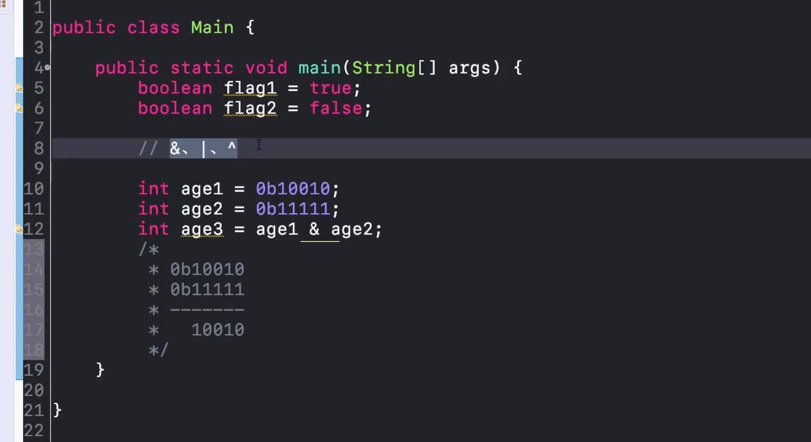 1
2 public class Main {
3
4 public static void main(String[] args) {
5 boolean flag1 = true;
6 boolean flag2 = false;
7
8 // &、|、^
9
10 int age1 = 0b10010;
11 int age2 = 0b11111;
12 int age3 = age1 & age2;
13 /*
14 * 0b10010
15 * 0b11111
16 * -------
17 * 10010
18 */
19 }
20
21 }
22